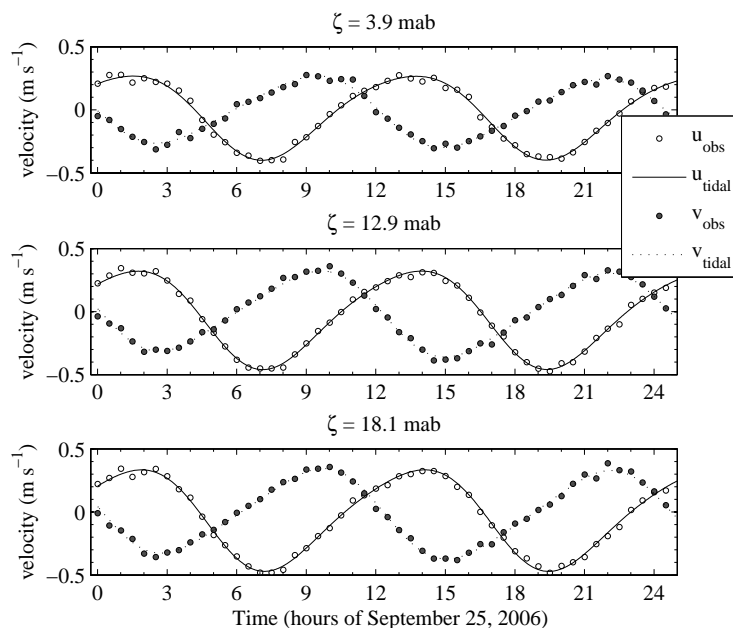 ζ = 3.9 mab
velocity (m s⁻¹)
0.5
0
−0.5
0 3 6 9 12 15 18 21 24
u_obs
u_tidal
v_obs
v_tidal
ζ = 12.9 mab
velocity (m s⁻¹)
0.5
0
−0.5
0 3 6 9 12 15 18 21 24
ζ = 18.1 mab
velocity (m s⁻¹)
0.5
0
−0.5
0 3 6 9 12 15 18 21 24
Time (hours of September 25, 2006)